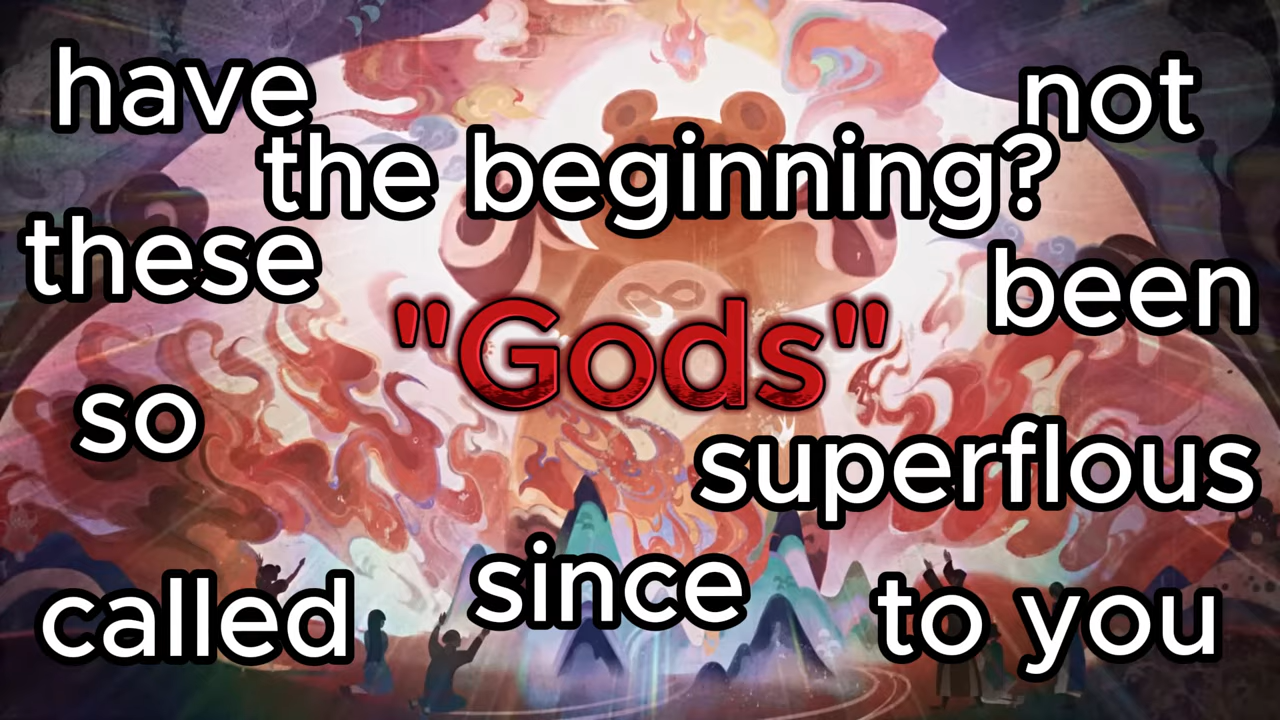 have
not
the beginning?
these
been
"Gods"
so
superflous
since
called
to you